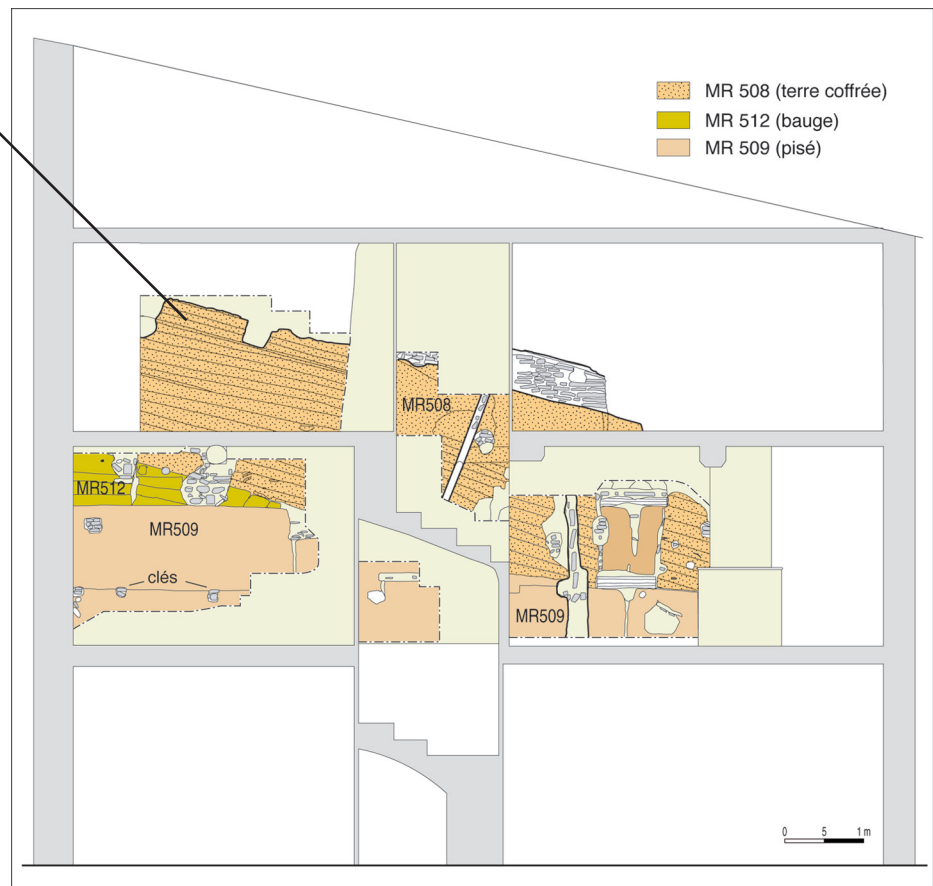 MR 508 (terre coffrée)
MR 512 (bauge)
MR 509 (pisé)
MR508
MR512
MR509
clés
MR509
0 5 1 m